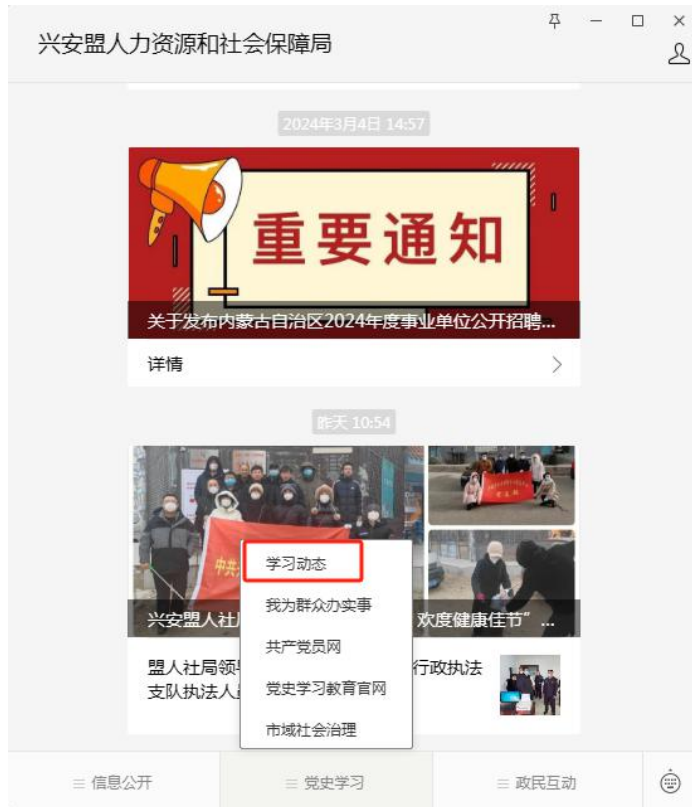 兴安盟人力资源和社会保障局
2024年3月4日 14:57
重要通知
关于发布内蒙古自治区2024年度事业单位公开招聘...
详情
昨天 10:54
中共
兴安盟人社
欢度健康佳节”...
学习动态
我为群众办实事
共产党员网
党史学习教育官网
市域社会治理
盟人社局领
行政执法
支队执法人
信息公开
党史学习
政民互动